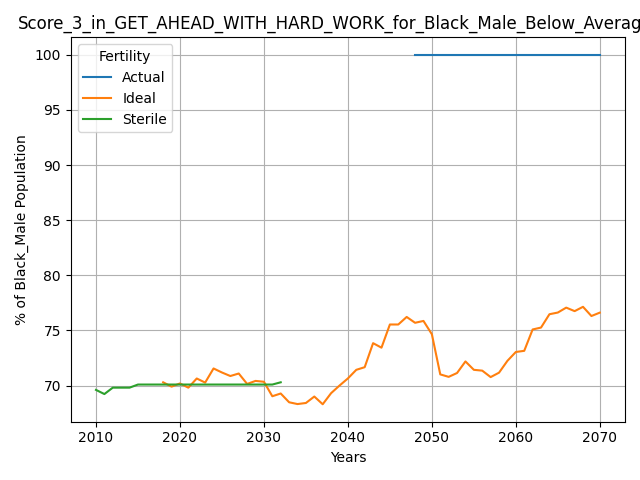 Score_3_in_GET_AHEAD_WITH_HARD_WORK_for_Black_Male_Below_Averag
Fertility
Actual
Ideal
Sterile
% of Black_Male Population
100
95
90
85
80
75
70
2010 2020 2030 2040 2050 2060 2070
Years